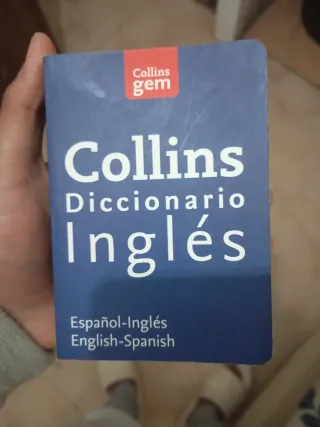 Collins
gem
Collins
Diccionario
Inglés
Español-Inglés
English-Spanish